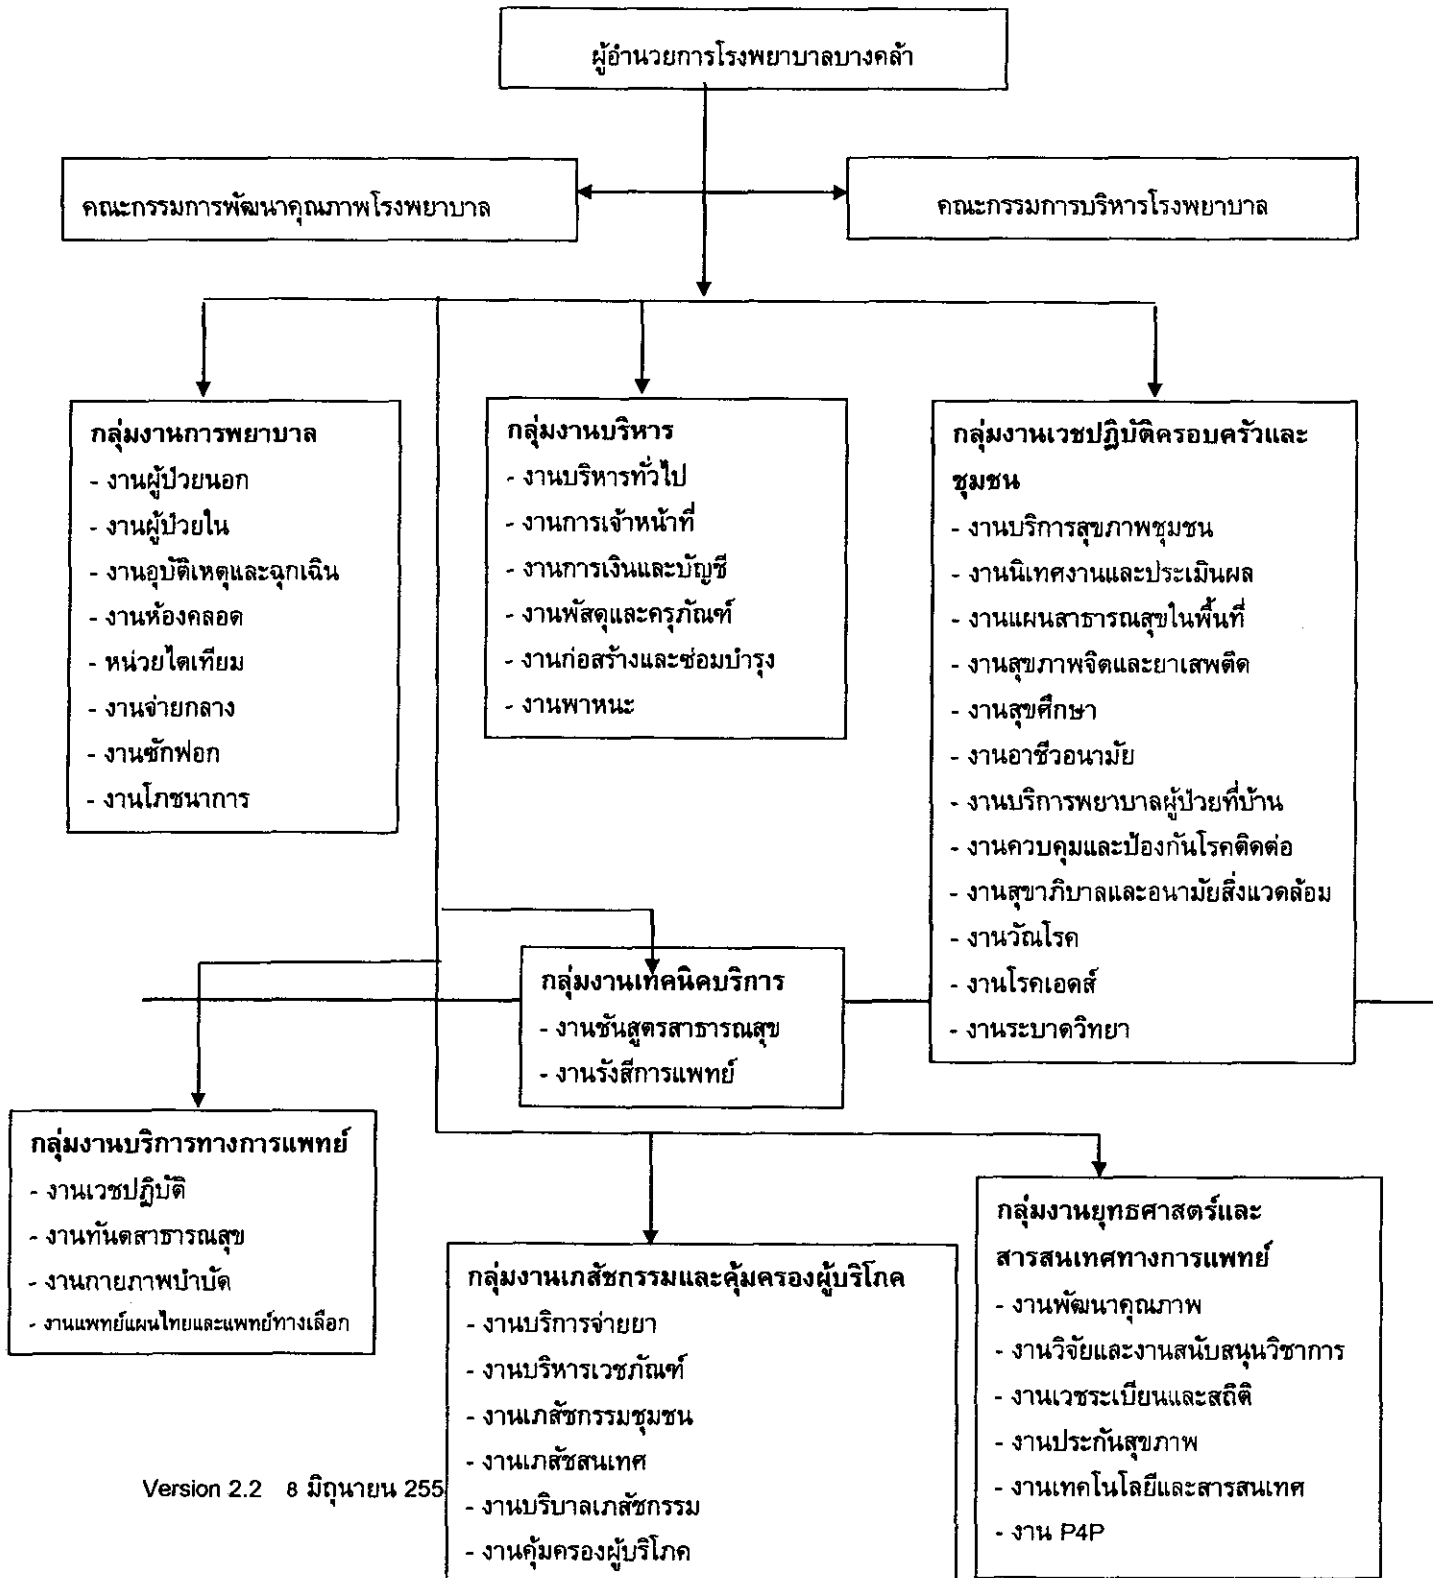 ผู้อำนวยการโรงพยาบาลบางคล้า
คณะกรรมการพัฒนาคุณภาพโรงพยาบาล
คณะกรรมการบริหารโรงพยาบาล
กลุ่มงานการพยาบาล
- งานผู้ป่วยนอก
- งานผู้ป่วยใน
- งานอุบัติเหตุและฉุกเฉิน
- งานห้องคลอด
- หน่วยไตเทียม
- งานจ่ายกลาง
- งานซักฟอก
- งานโภชนาการ
กลุ่มงานบริหาร
- งานบริหารทั่วไป
- งานการเจ้าหน้าที่
- งานการเงินและบัญชี
- งานพัสดุและครุภัณฑ์
- งานก่อสร้างและซ่อมบำรุง
- งานพาหนะ
กลุ่มงานเวชปฏิบัติครอบครัวและ
ชุมชน
- งานบริการสุขภาพชุมชน
- งานนิเทศงานและประเมินผล
- งานแผนสาธารณสุขในพื้นที่
- งานสุขภาพจิตและยาเสพติด
- งานสุขศึกษา
- งานอาชีวอนามัย
- งานบริการพยาบาลผู้ป่วยที่บ้าน
- งานควบคุมและป้องกันโรคติดต่อ
- งานสุขาภิบาลและอนามัยสิ่งแวดล้อม
- งานวัณโรค
- งานโรคเอดส์
- งานระบาดวิทยา
กลุ่มงานเทคนิคบริการ
- งานชันสูตรสาธารณสุข
- งานรังสีการแพทย์
กลุ่มงานบริการทางการแพทย์
- งานเวชปฏิบัติ
- งานทันตสาธารณสุข
- งานกายภาพบำบัด
- งานแพทย์แผนไทยและแพทย์ทางเลือก
กลุ่มงานเภสัชกรรมและคุ้มครองผู้บริโภค
- งานบริการจ่ายยา
- งานบริหารเวชภัณฑ์
- งานเภสัชกรรมชุมชน
- งานเภสัชสนเทศ
- งานบริบาลเภสัชกรรม
- งานคุ้มครองผู้บริโภค
กลุ่มงานยุทธศาสตร์และ
สารสนเทศทางการแพทย์
- งานพัฒนาคุณภาพ
- งานวิจัยและงานสนับสนุนวิชาการ
- งานเวชระเบียนและสถิติ
- งานประกันสุขภาพ
- งานเทคโนโลยีและสารสนเทศ
- งาน P4P
Version 2.2 8 มิถุนายน 255